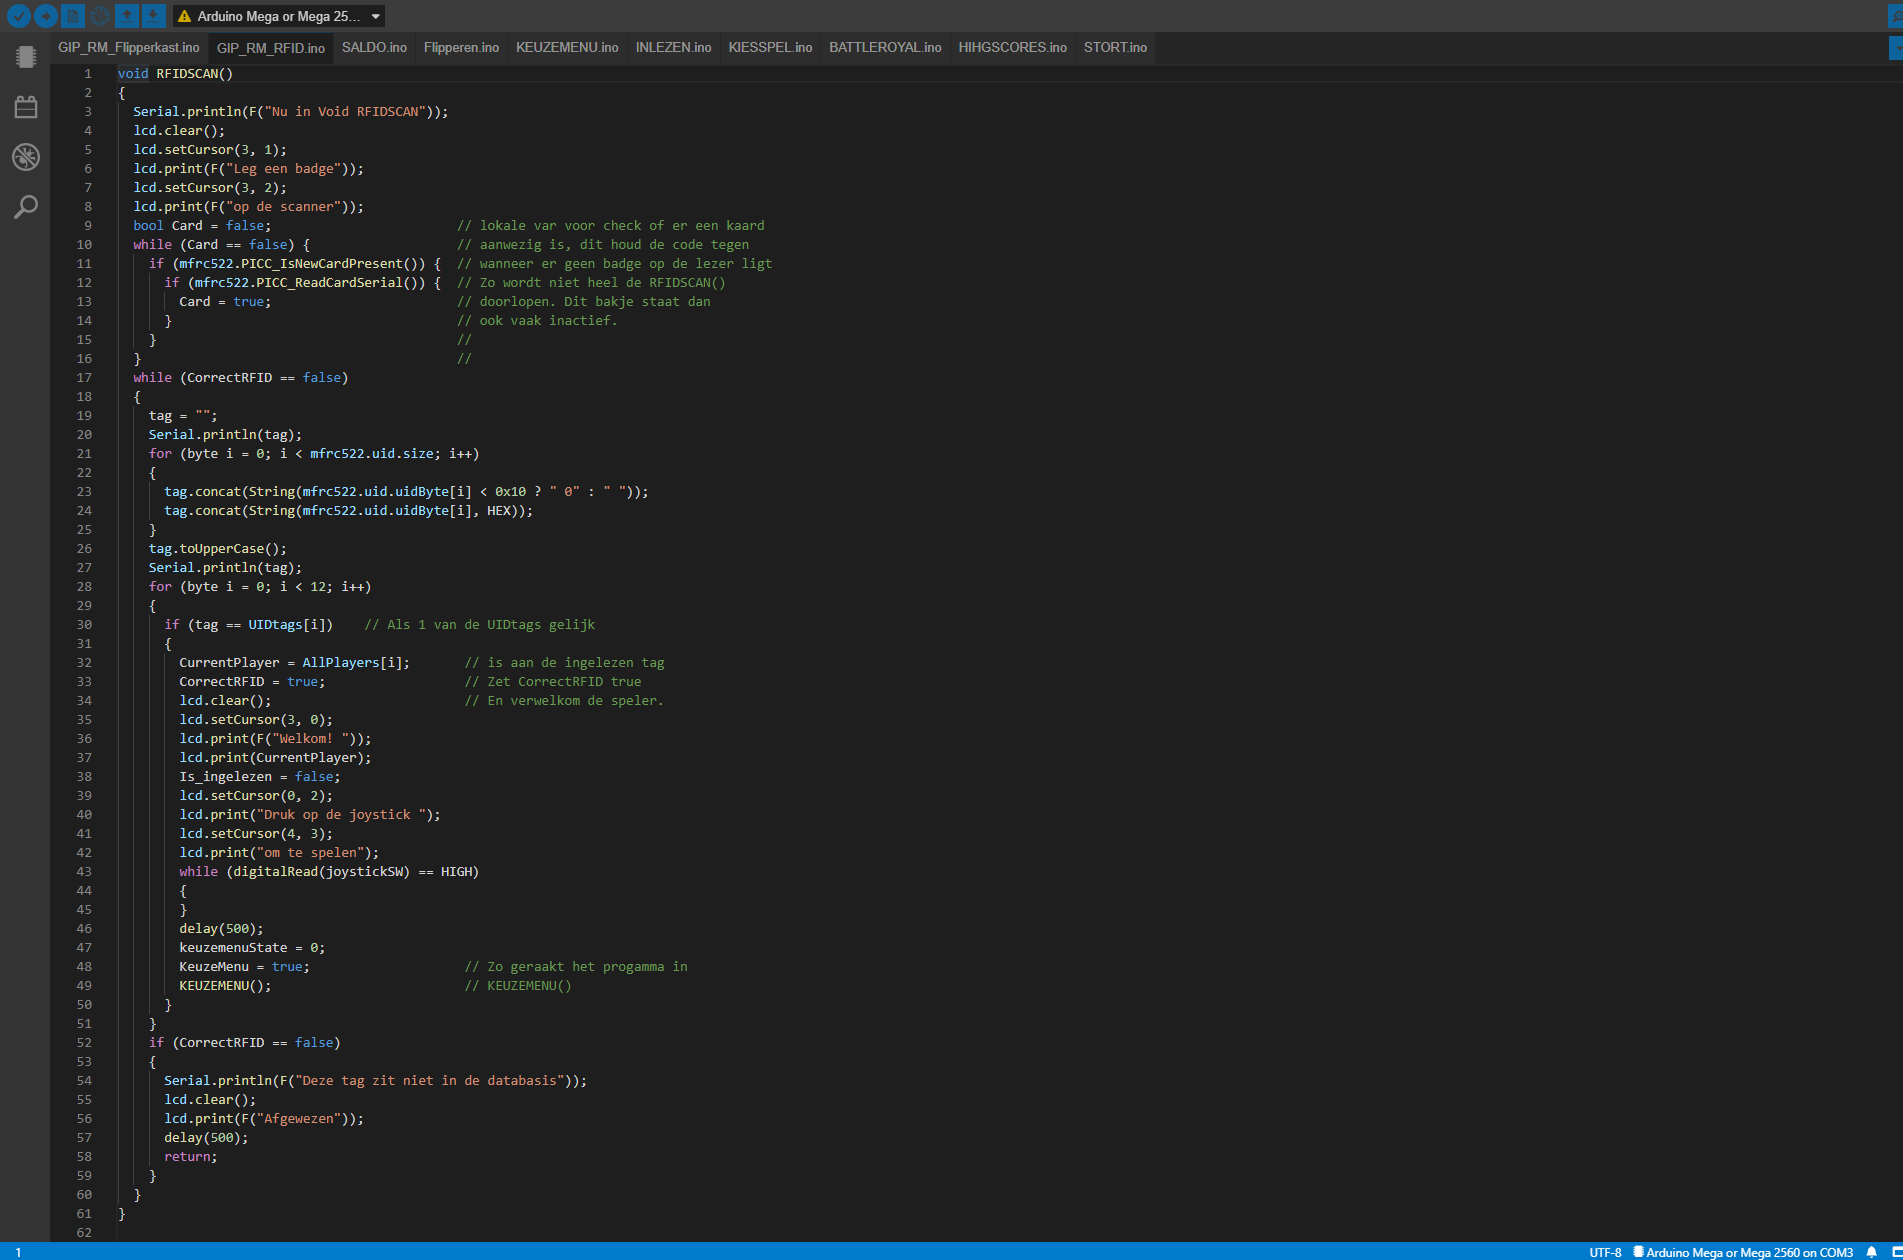 Arduino Mega or Mega 25...
GIP_RM_Flipperkast.ino GIP_RM_RFID.ino SALDO.ino Flipperen.ino KEUZEMENU.ino INLEZEN.ino KIESSPEL.ino BATTLEROYAL.ino HIHGSCORES.ino STORT.ino
1 void RFIDSCAN()
2 {
3 Serial.println(F("Nu in Void RFIDSCAN"));
4 lcd.clear();
5 lcd.setCursor(3, 1);
6 lcd.print(F("Leg een badge"));
7 lcd.setCursor(3, 2);
8 lcd.print(F("op de scanner"));
9 bool Card = false; // lokale var voor check of er een kaard
10 while (Card == false) { // aanwezig is, dit houd de code tegen
11 if (mfrc522.PICC_IsNewCardPresent()) { // wanneer er geen badge op de lezer ligt
12 if (mfrc522.PICC_ReadCardSerial()) { // Zo wordt niet heel de RFIDSCAN()
13 Card = true; // doorlopen. Dit bakje staat dan
14 } // ook vaak inactief.
15 } //
16 } //
17 while (CorrectRFID == false)
18 {
19 tag = "";
20 Serial.println(tag);
21 for (byte i = 0; i < mfrc522.uid.size; i++)
22 {
23 tag.concat(String(mfrc522.uid.uidByte[i] < 0x10 ? " 0" : " "));
24 tag.concat(String(mfrc522.uid.uidByte[i], HEX));
25 }
26 tag.toUpperCase();
27 Serial.println(tag);
28 for (byte i = 0; i < 12; i++)
29 {
30 if (tag == UIDtags[i]) // Als 1 van de UIDtags gelijk
31 {
32 CurrentPlayer = AllPlayers[i]; // is aan de ingelezen tag
33 CorrectRFID = true; // Zet CorrectRFID true
34 lcd.clear(); // En verwelkom de speler.
35 lcd.setCursor(3, 0);
36 lcd.print(F("Welkom! "));
37 lcd.print(CurrentPlayer);
38 Is_ingelezen = false;
39 lcd.setCursor(0, 2);
40 lcd.print("Druk op de joystick ");
41 lcd.setCursor(4, 3);
42 lcd.print("om te spelen");
43 while (digitalRead(joystickSW) == HIGH)
44 {
45 }
46 delay(500);
47 keuzemenuState = 0;
48 KeuzeMenu = true; // Zo geraakt het progamma in
49 KEUZEMENU(); // KEUZEMENU()
50 }
51 }
52 if (CorrectRFID == false)
53 {
54 Serial.println(F("Deze tag zit niet in de databasis"));
55 lcd.clear();
56 lcd.print(F("Afgewezen"));
57 delay(500);
58 return;
59 }
60 }
61 }
62
1 UTF-8 Arduino Mega or Mega 2560 on COM3